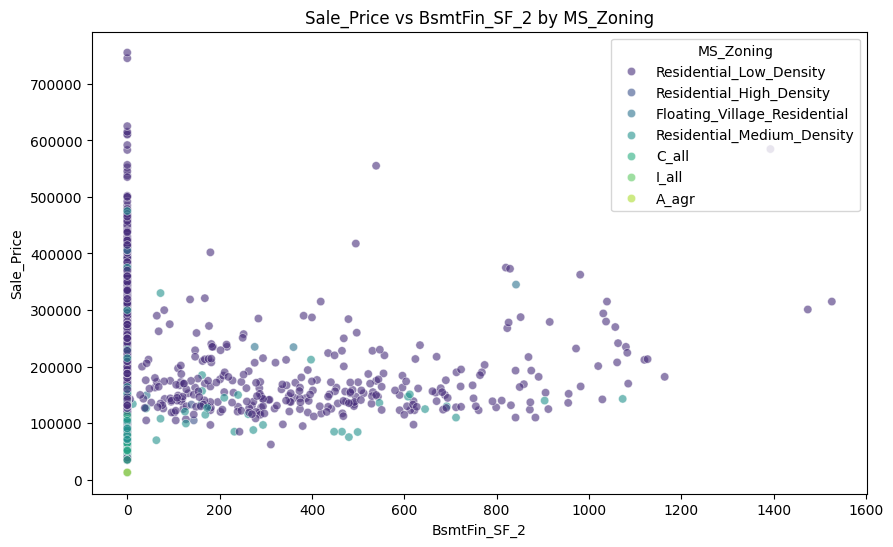 Sale_Price vs BsmtFin_SF_2 by MS_Zoning
MS_Zoning
Residential_Low_Density
Residential_High_Density
Floating_Village_Residential
Residential_Medium_Density
C_all
I_all
A_agr
Sale_Price
700000
600000
500000
400000
300000
200000
100000
0
0 200 400 600 800 1000 1200 1400 1600
BsmtFin_SF_2